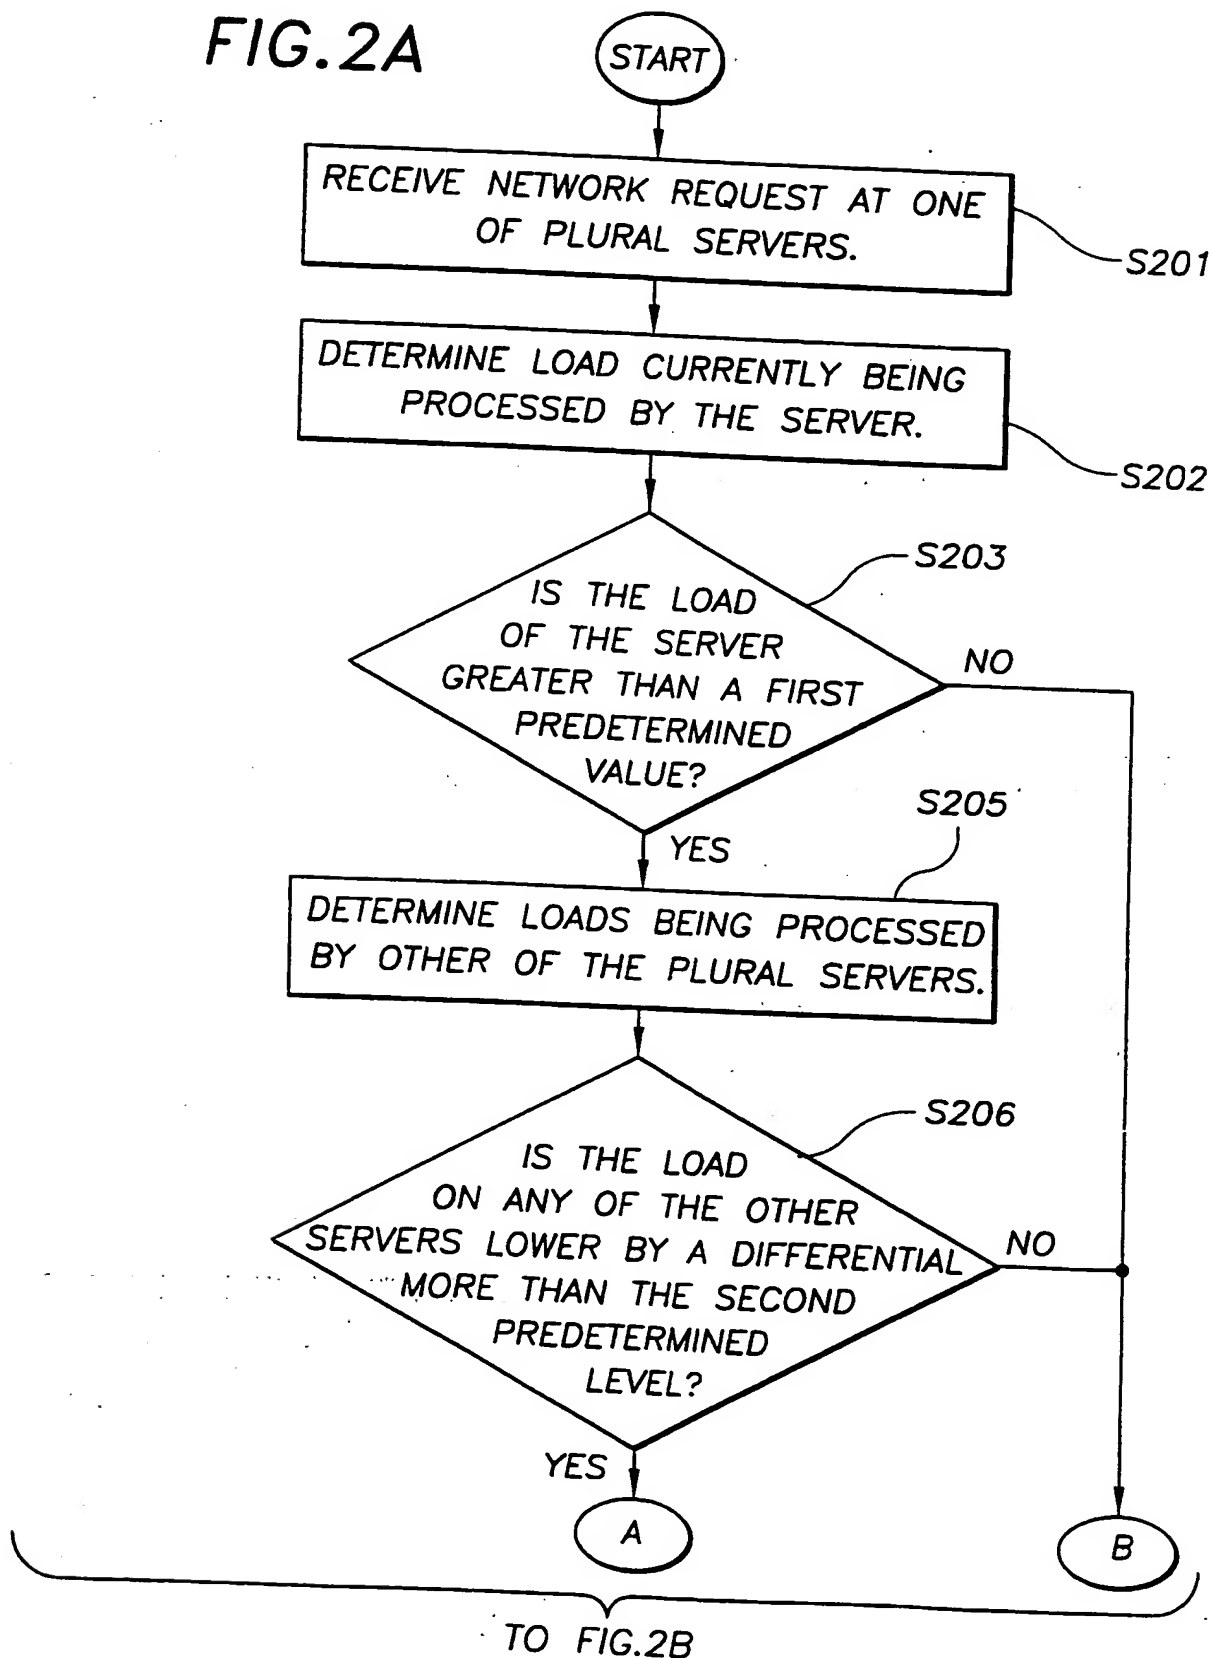 FIG.2A
START
RECEIVE NETWORK REQUEST AT ONE
OF PLURAL SERVERS.
S201
DETERMINE LOAD CURRENTLY BEING
PROCESSED BY THE SERVER.
S202
S203
IS THE LOAD
OF THE SERVER
GREATER THAN A FIRST
PREDETERMINED
VALUE?
NO
YES
S205
DETERMINE LOADS BEING PROCESSED
BY OTHER OF THE PLURAL SERVERS.
S206
IS THE LOAD
ON ANY OF THE OTHER
SERVERS LOWER BY A DIFFERENTIAL
MORE THAN THE SECOND
PREDETERMINED
LEVEL?
NO
YES
A
B
TO FIG.2B